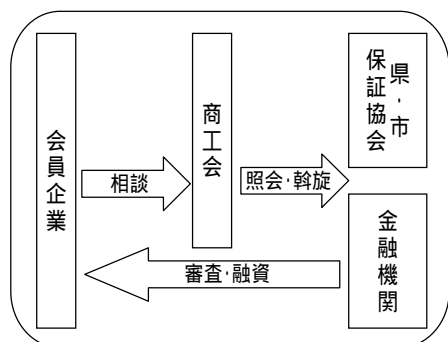 会員企業
相談
商工会
照会・斡旋
県・市
保証協会
金融機関
審査・融資